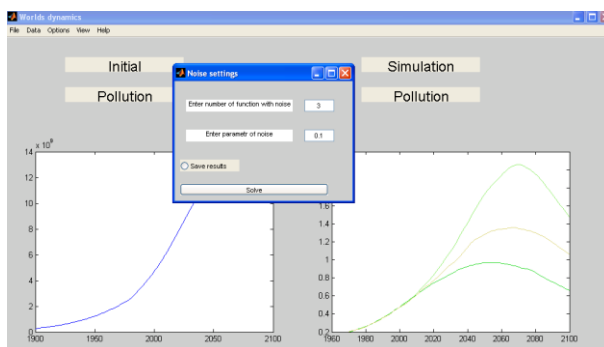 Worlds dynamics
File Data Options View Help
Initial
Simulation
Pollution
Pollution
Noise settings
Enter number of function with noise
3
Enter parametr of noise
0.1
Save results
Solve
x 10⁹
14
12
10
8
6
4
2
0
1900 1950 2000 2050 2100
1.6
1.4
1.2
1
0.8
0.6
0.4
0.2
1960 1980 2000 2020 2040 2060 2080 2100